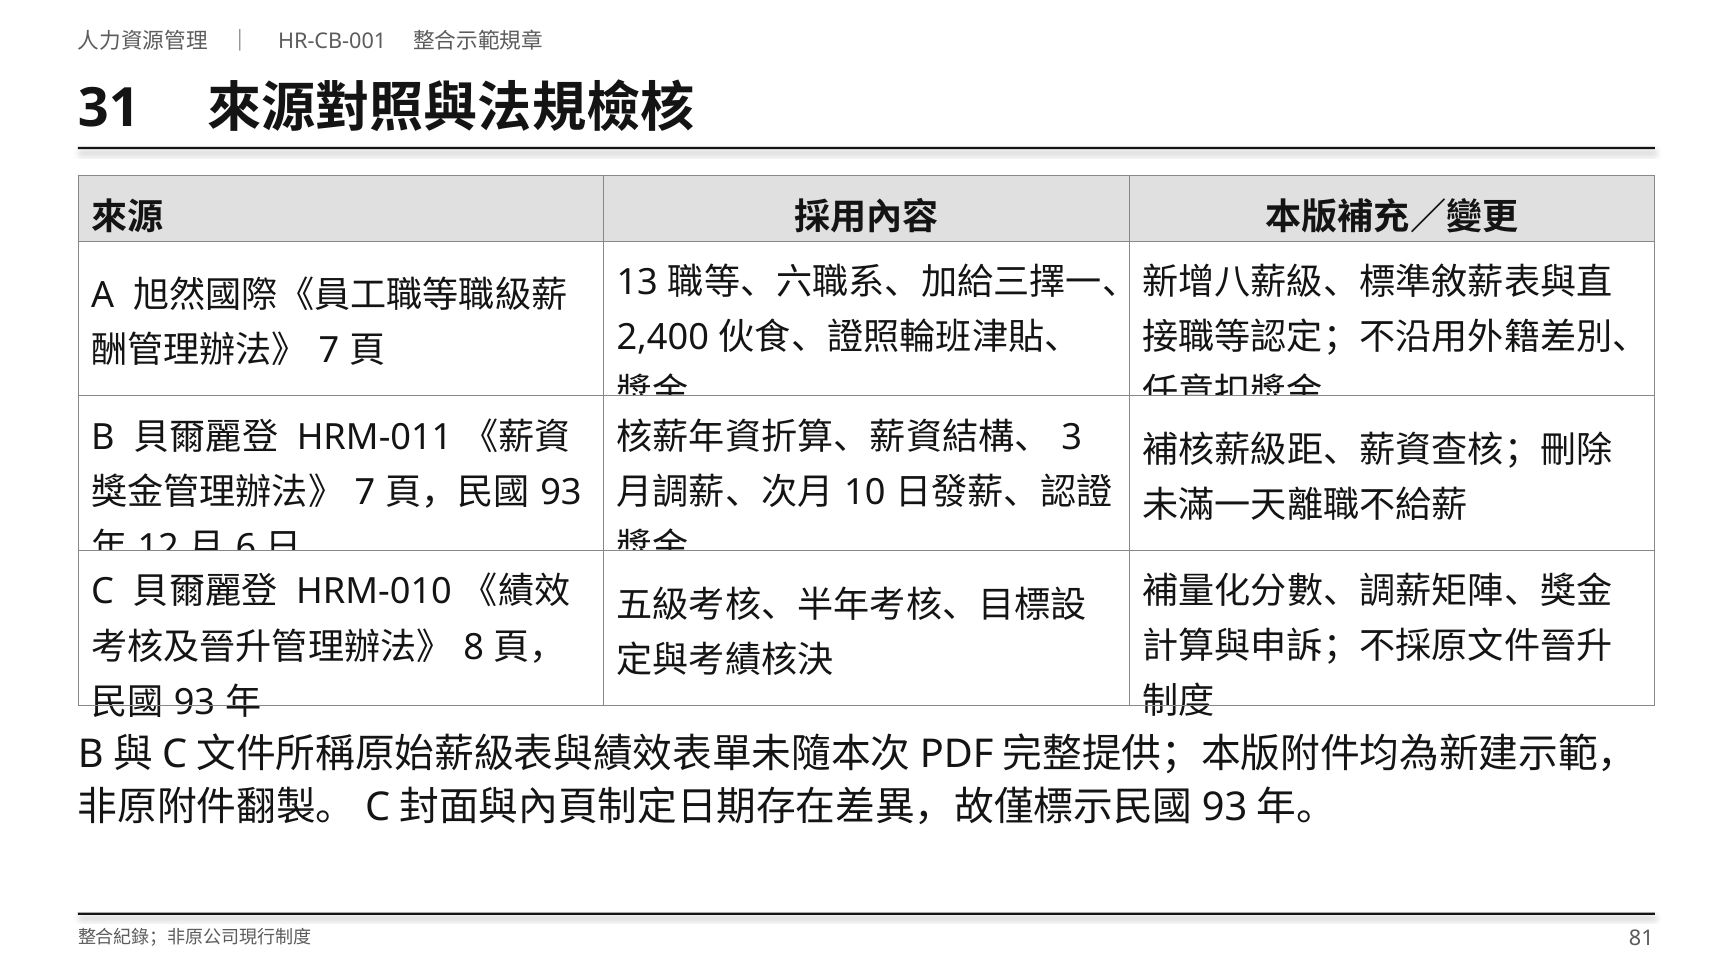 人力資源管理　｜　HR-CB-001　整合示範規章
31　來源對照與法規檢核
來源
採用內容
本版補充／變更
A 旭然國際《員工職等職級薪
酬管理辦法》 7 頁
13 職等、六職系、加給三擇一、
2,400 伙食、證照輪班津貼、
獎金
新增八薪級、標準敘薪表與直
接職等認定；不沿用外籍差別、
任意扣獎金
B 貝爾麗登 HRM-011 《薪資
獎金管理辦法》 7 頁，民國 93
年 12 月 6 日
核薪年資折算、薪資結構、 3
月調薪、次月 10 日發薪、認證
獎金
補核薪級距、薪資查核；刪除
未滿一天離職不給薪
C 貝爾麗登 HRM-010 《績效
考核及晉升管理辦法》 8 頁，
民國 93 年
五級考核、半年考核、目標設
定與考績核決
補量化分數、調薪矩陣、獎金
計算與申訴；不採原文件晉升
制度
B 與 C 文件所稱原始薪級表與績效表單未隨本次 PDF 完整提供；本版附件均為新建示範，
非原附件翻製。 C 封面與內頁制定日期存在差異，故僅標示民國 93 年。
整合紀錄；非原公司現行制度
81